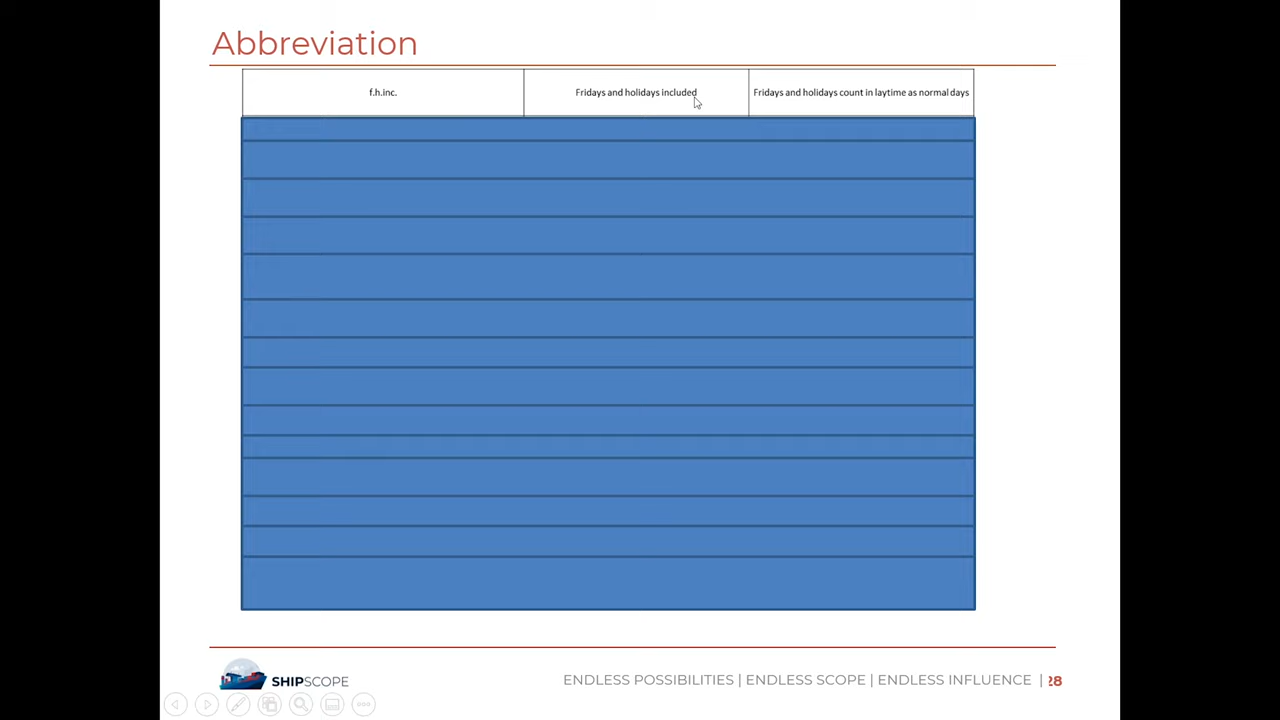 Abbreviation
f.h.inc. Fridays and holidays included Fridays and holidays count in laytime as normal days
SHIPSCOPE ENDLESS POSSIBILITIES | ENDLESS SCOPE | ENDLESS INFLUENCE | 28